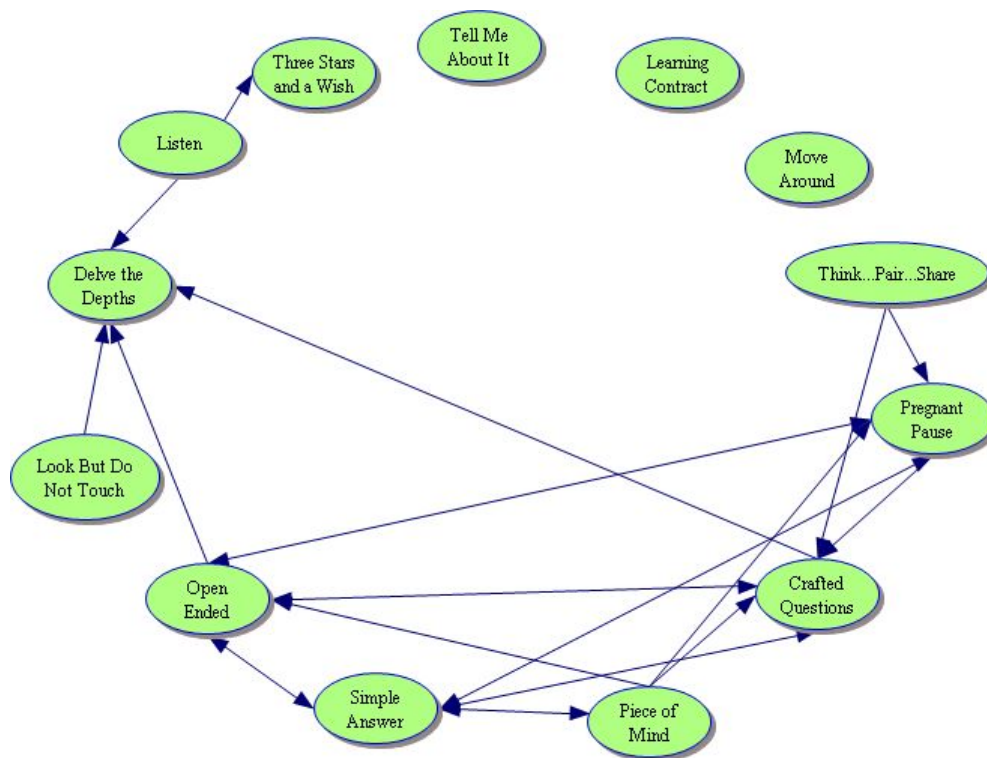 Tell Me
About It
Three Stars
and a Wish
Learning
Contract
Listen
Move
Around
Delve the
Depths
Think...Pair...Share
Pregnant
Pause
Look But Do
Not Touch
Open
Ended
Crafted
Questions
Simple
Answer
Piece of
Mind